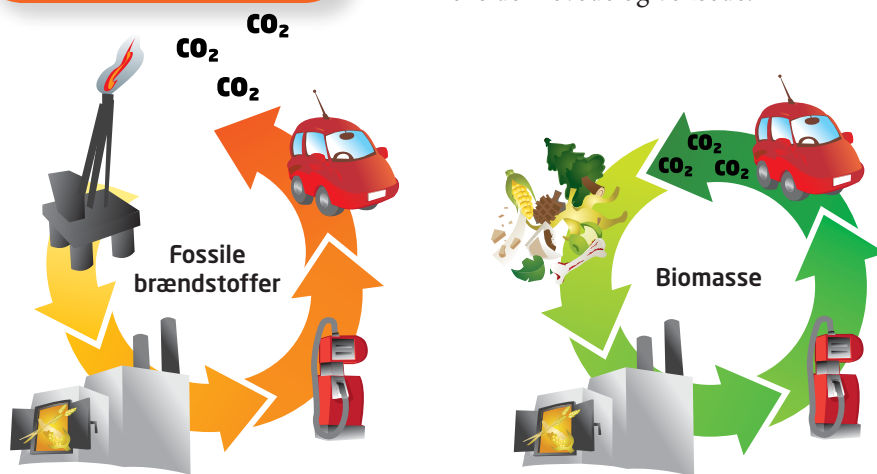 CO₂
CO₂
CO₂
Fossile
brændstoffer
CO₂
CO₂
CO₂
Biomasse